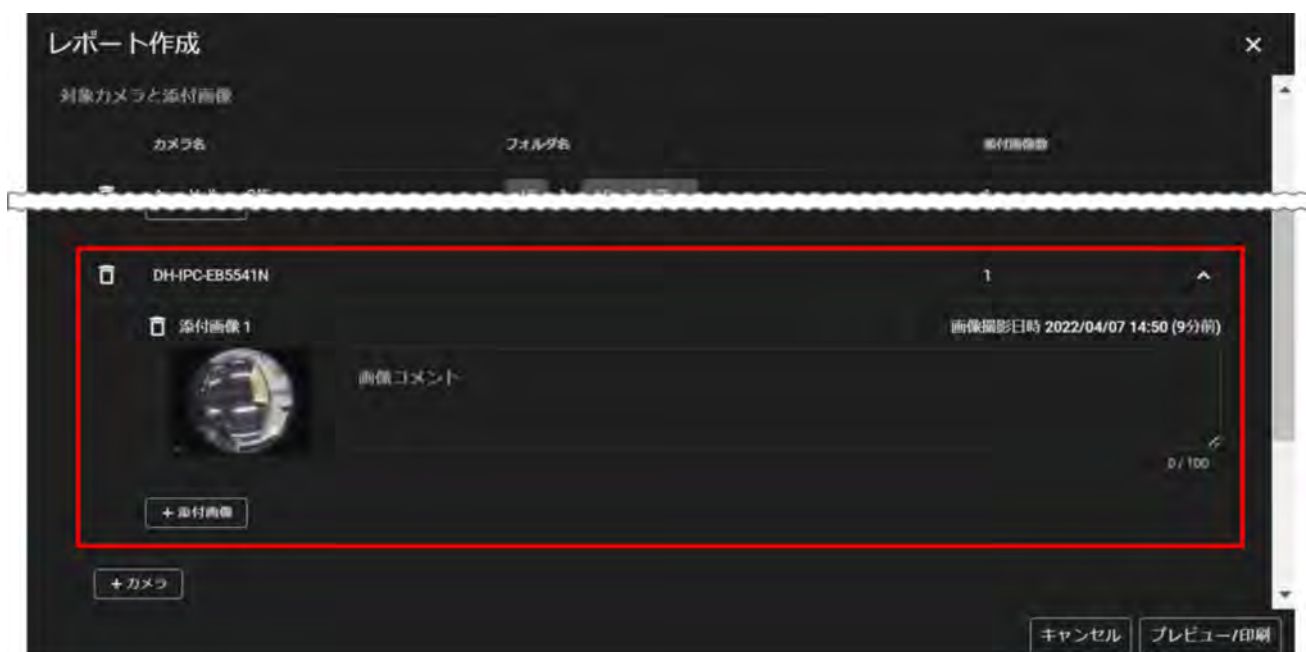 レポート作成
対象カメラと添付画像
カメラ名 フォルダ名 添付画像数
DH-IPC-EB5541N 1
添付画像 1 画像撮影日時 2022/04/07 14:50 (9分前)
画像コメント
0 / 100
+ 添付画像
+ カメラ
キャンセル プレビュー/印刷